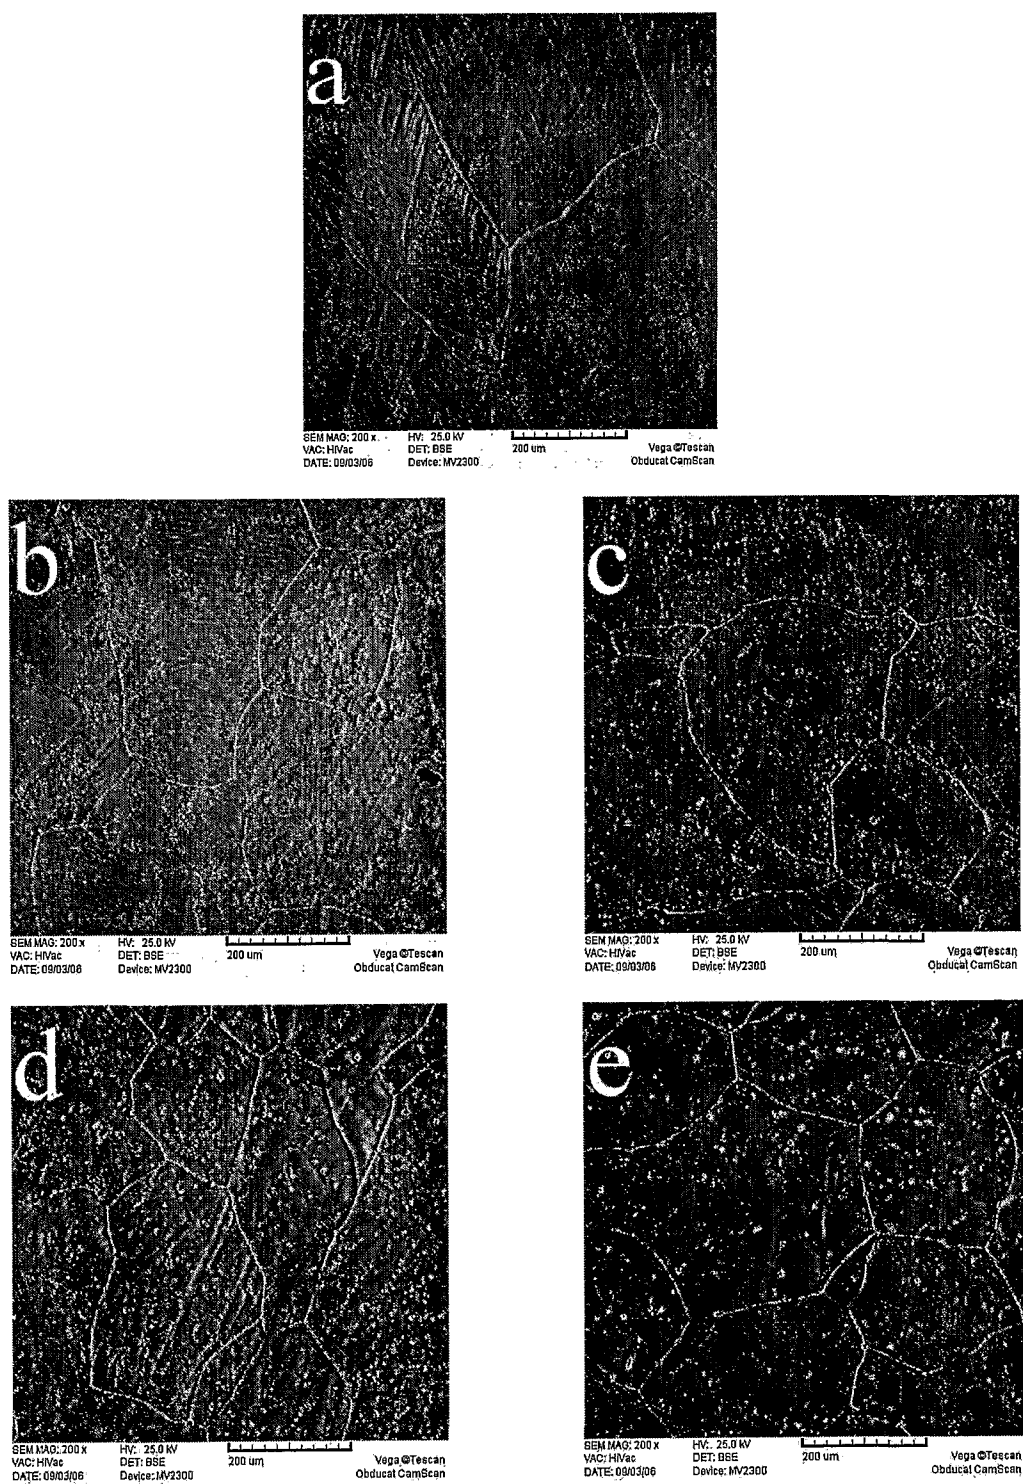 a
SEM MAG: 200 x HV: 25.0 kV 200 um Vega ©Tescan
VAC: HiVac DET: BSE Obducat CamScan
DATE: 09/03/06 Device: MV2300
b
c
SEM MAG: 200 x HV: 25.0 kV 200 um Vega ©Tescan
VAC: HiVac DET: BSE Obducat CamScan
DATE: 09/03/06 Device: MV2300
SEM MAG: 200 x HV: 25.0 kV 200 um Vega ©Tescan
VAC: HiVac DET: BSE Obducat CamScan
DATE: 09/03/06 Device: MV2300
d
e
SEM MAG: 200 x HV: 25.0 kV 200 um Vega ©Tescan
VAC: HiVac DET: BSE Obducat CamScan
DATE: 09/03/06 Device: MV2300
SEM MAG: 200 x HV: 25.0 kV 200 um Vega ©Tescan
VAC: HiVac DET: BSE Obducat CamScan
DATE: 09/03/06 Device: MV2300